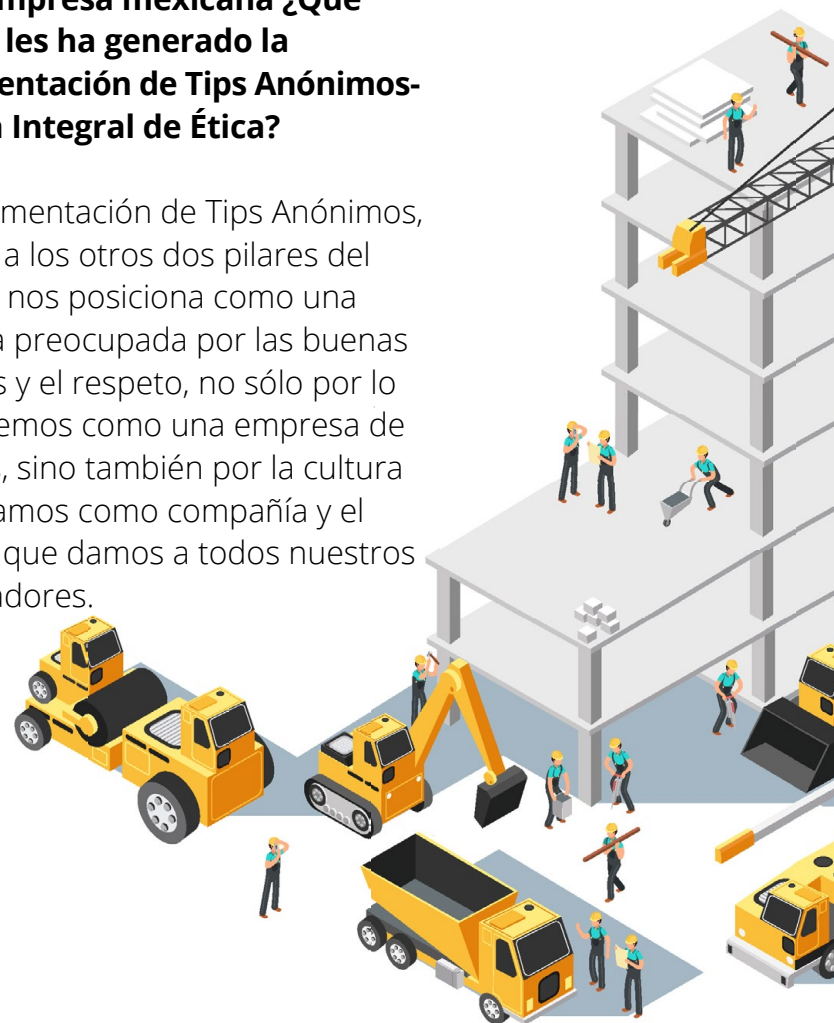 mpresa mexicana ¿Qué
les ha generado la
entación de Tips Anónimos-
Integral de Ética?
mentación de Tips Anónimos,
a los otros dos pilares del
nos posiciona como una
a preocupada por las buenas
s y el respeto, no sólo por lo
emos como una empresa de
, sino también por la cultura
amos como compañía y el
que damos a todos nuestros
adores.